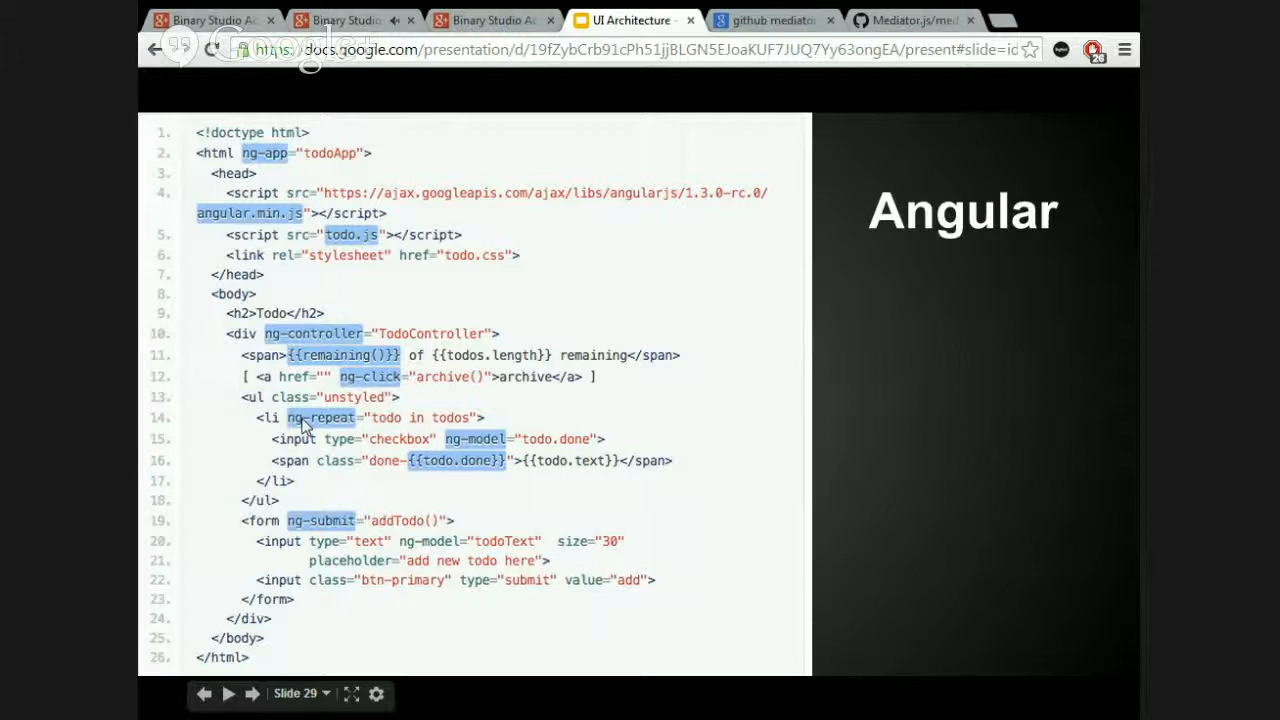 Binary Studio A
Binary Studio
Binary Studio Ac
UI Architecture -
github mediator
Mediator.js/med
Google+
https://docs.google.com/presentation/d/19fZybCrb91cPh51jjBLGN5EJoaKUF7JUQ7Yy63ongEA/present#slide=id
26
1. <!doctype html>
2. <html ng-app="todoApp">
3. <head>
4. <script src="https://ajax.googleapis.com/ajax/libs/angularjs/1.3.0-rc.0/
angular.min.js"></script>
5. <script src="todo.js"></script>
6. <link rel="stylesheet" href="todo.css">
7. </head>
8. <body>
9. <h2>Todo</h2>
10. <div ng-controller="TodoController">
11. <span>{{remaining()}} of {{todos.length}} remaining</span>
12. [ <a href="" ng-click="archive()">archive</a> ]
13. <ul class="unstyled">
14. <li ng-repeat="todo in todos">
15. <input type="checkbox" ng-model="todo.done">
16. <span class="done-{{todo.done}}">{{todo.text}}</span>
17. </li>
18. </ul>
19. <form ng-submit="addTodo()">
20. <input type="text" ng-model="todoText" size="30"
21. placeholder="add new todo here">
22. <input class="btn-primary" type="submit" value="add">
23. </form>
24. </div>
25. </body>
26. </html>
Angular
Slide 29